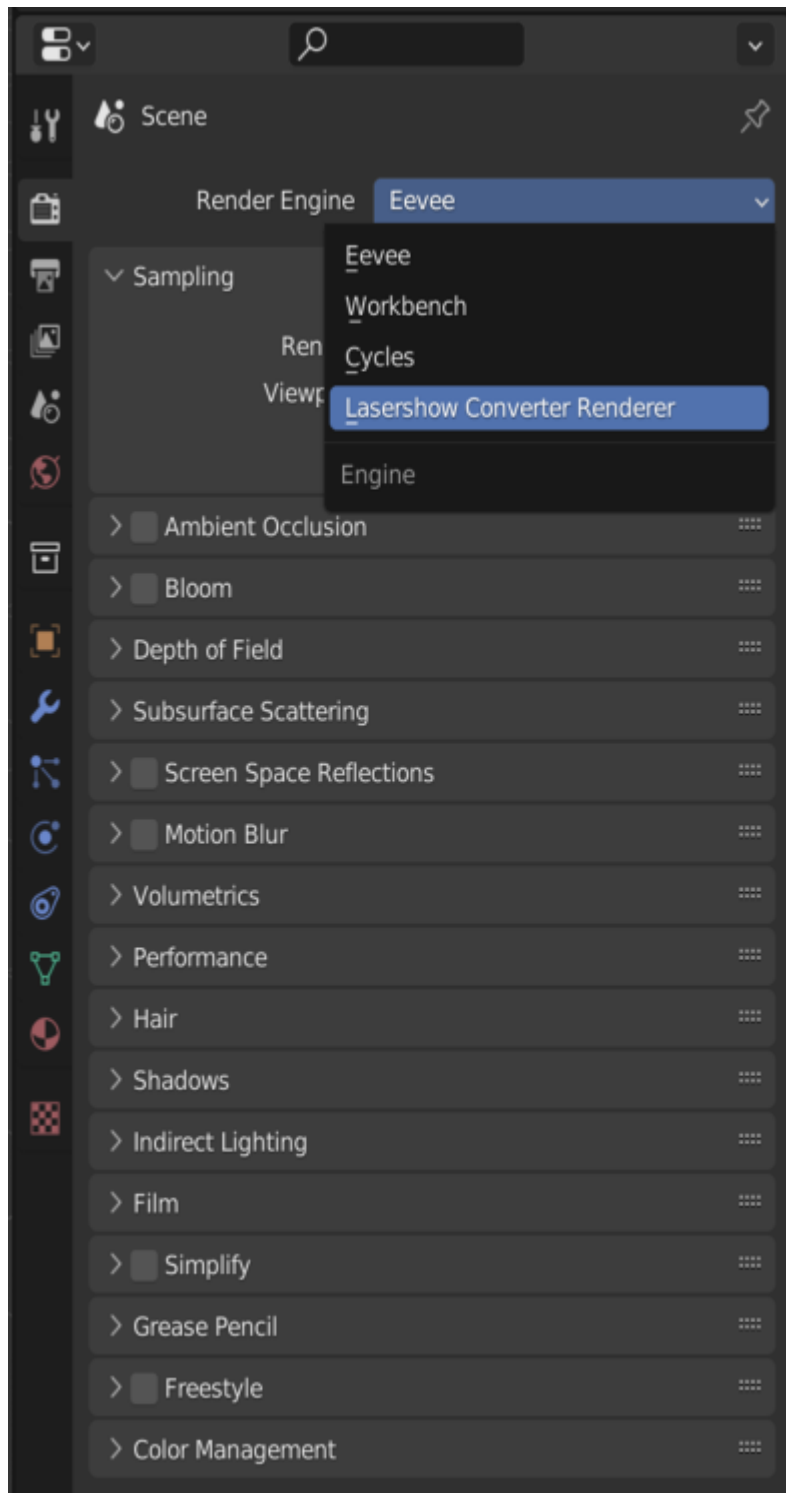 Scene
Render Engine Eevee
Eevee
Sampling
Workbench
Ren
Cycles
Viewp
Lasershow Converter Renderer
Engine
Ambient Occlusion
Bloom
Depth of Field
Subsurface Scattering
Screen Space Reflections
Motion Blur
Volumetrics
Performance
Hair
Shadows
Indirect Lighting
Film
Simplify
Grease Pencil
Freestyle
Color Management